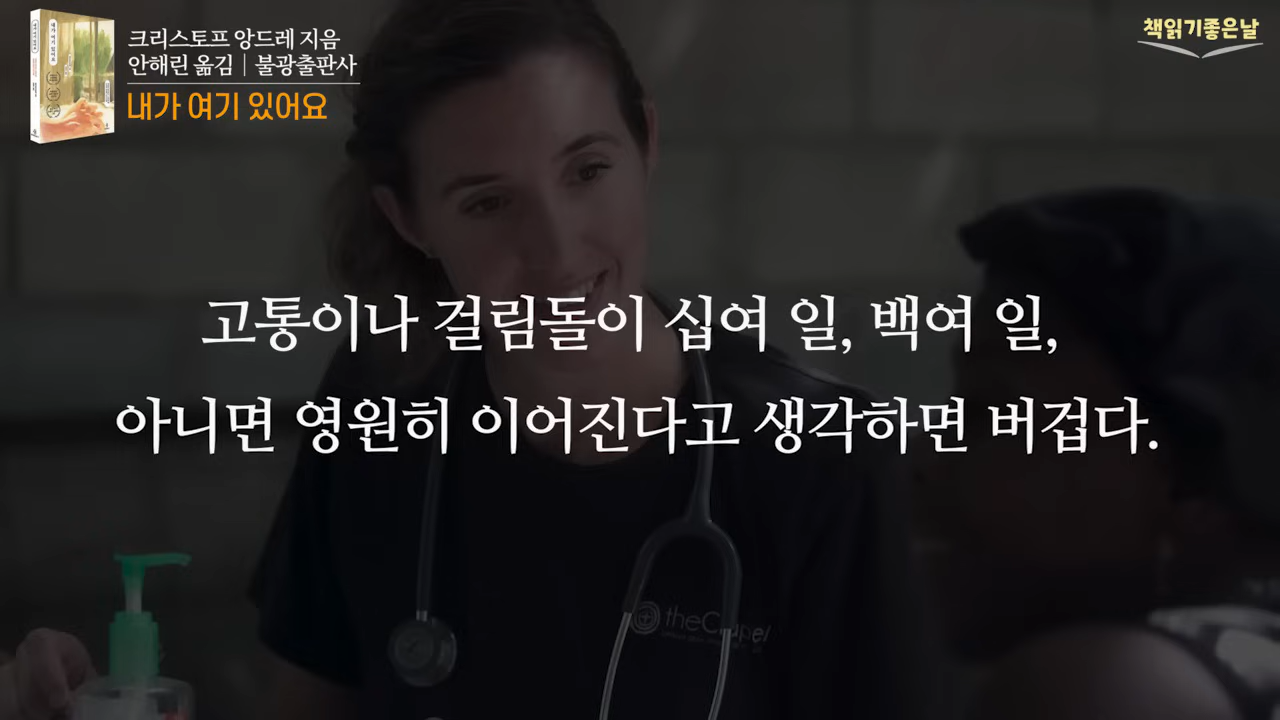 크리스토프 앙드레 지음
안해린 옮김 | 불광출판사
내가 여기 있어요
책읽기좋은날
고통이나 걸림돌이 십여 일, 백여 일,
아니면 영원히 이어진다고 생각하면 버겁다.
theChapel